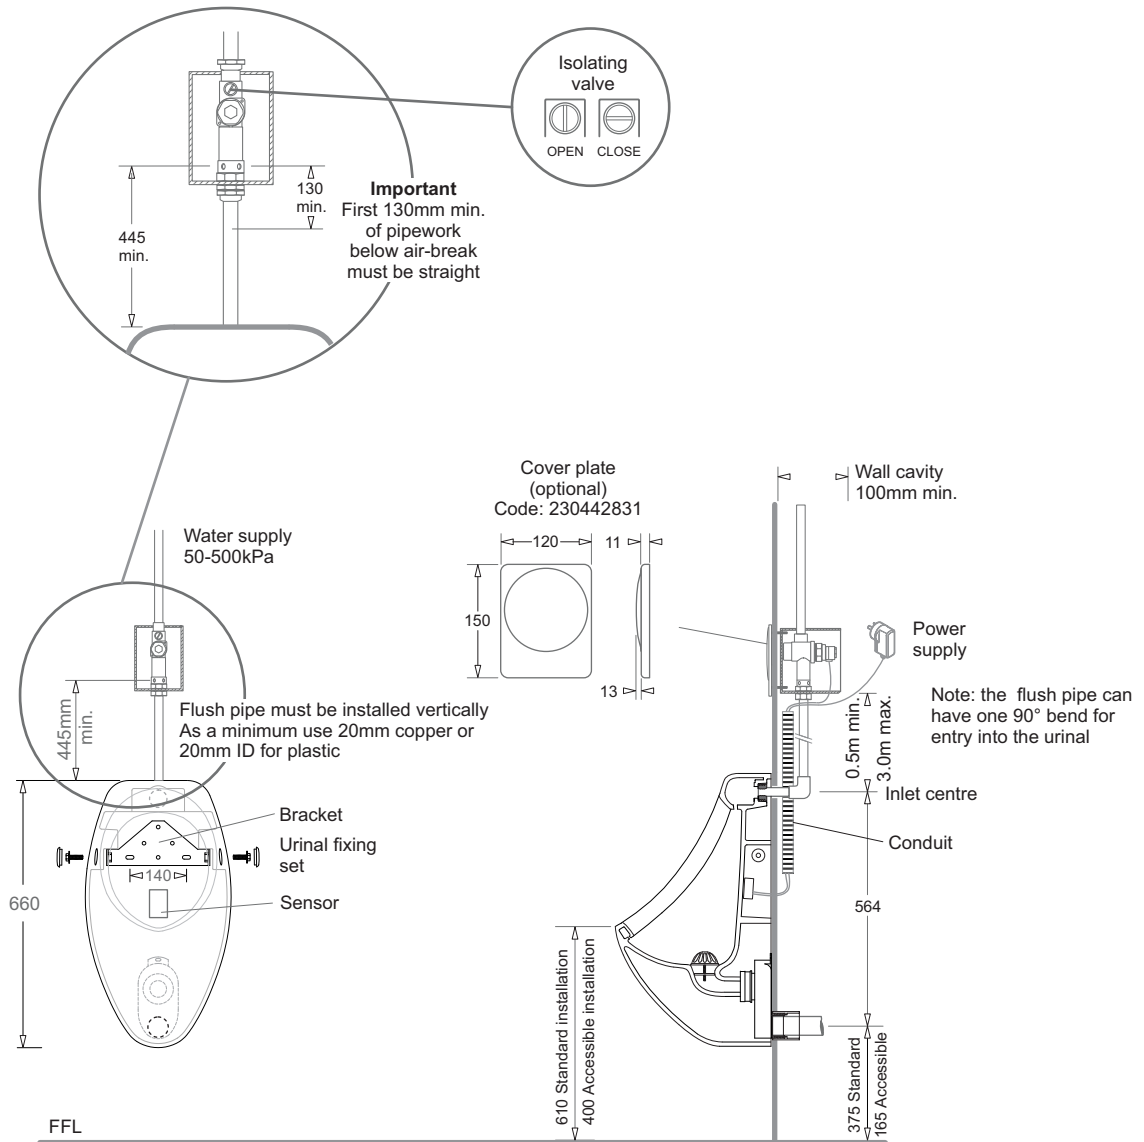 Isolating
valve
OPEN CLOSE
130
min.
Important
First 130mm min.
of pipework
below air-break
must be straight
445
min.
Cover plate
(optional)
Code: 230442831
Wall cavity
100mm min.
Water supply
50-500kPa
120
11
150
13
Power
supply
Note: the  flush pipe can
have one 90° bend for
entry into the urinal
445mm
min.
Flush pipe must be installed vertically
As a minimum use 20mm copper or
20mm ID for plastic
0.5m min.
3.0m max.
Inlet centre
Bracket
Urinal fixing
set
Conduit
140
Sensor
660
564
610 Standard installation
400 Accessible installation
375 Standard
165 Accessible
FFL